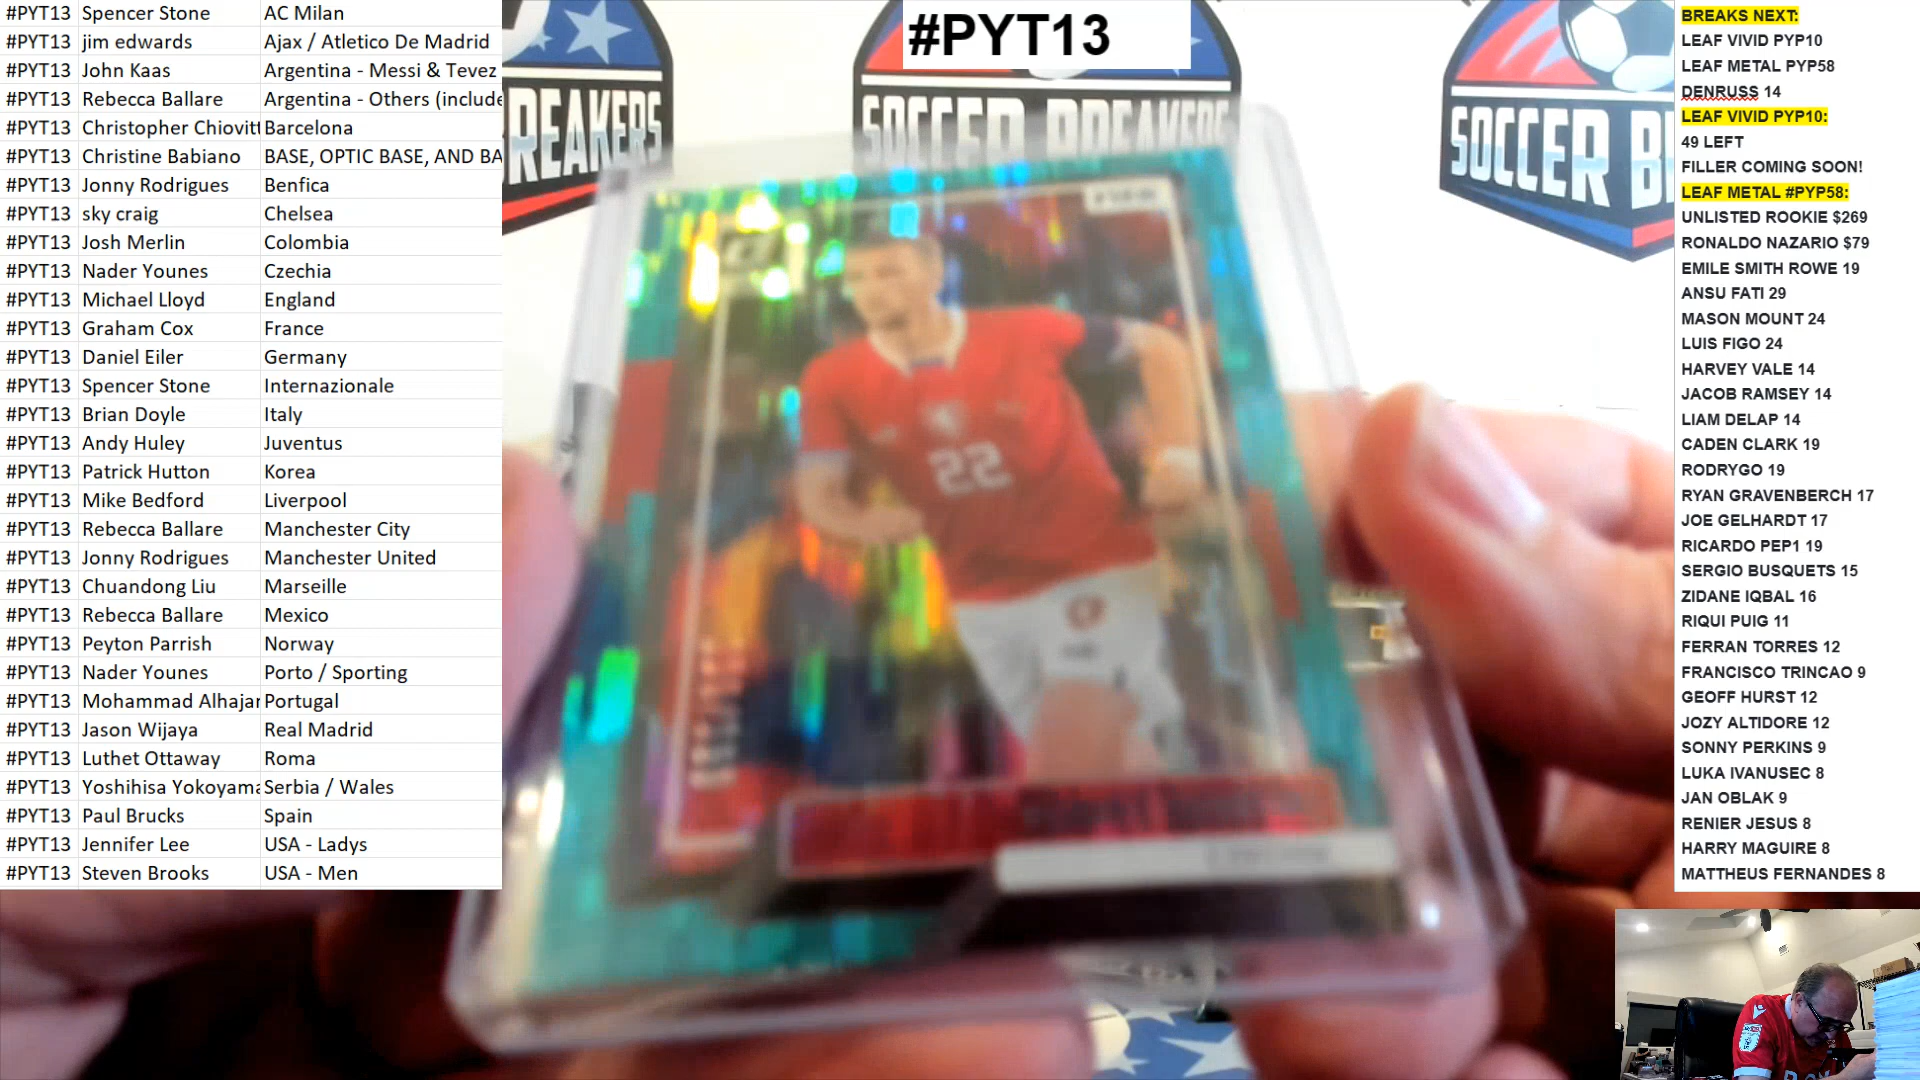 #PYT13 Spencer Stone AC Milan
#PYT13 jim edwards Ajax / Atletico De Madrid
#PYT13 John Kaas Argentina - Messi & Tevez
#PYT13 Rebecca Ballare Argentina - Others (include
#PYT13 Christopher Chiovitt Barcelona
#PYT13 Christine Babiano BASE, OPTIC BASE, AND BA
#PYT13 Jonny Rodrigues Benfica
#PYT13 sky craig Chelsea
#PYT13 Josh Merlin Colombia
#PYT13 Nader Younes Czechia
#PYT13 Michael Lloyd England
#PYT13 Graham Cox France
#PYT13 Daniel Eiler Germany
#PYT13 Spencer Stone Internazionale
#PYT13 Brian Doyle Italy
#PYT13 Andy Huley Juventus
#PYT13 Patrick Hutton Korea
#PYT13 Mike Bedford Liverpool
#PYT13 Rebecca Ballare Manchester City
#PYT13 Jonny Rodrigues Manchester United
#PYT13 Chuandong Liu Marseille
#PYT13 Rebecca Ballare Mexico
#PYT13 Peyton Parrish Norway
#PYT13 Nader Younes Porto / Sporting
#PYT13 Mohammad Alhajar Portugal
#PYT13 Jason Wijaya Real Madrid
#PYT13 Luthet Ottaway Roma
#PYT13 Yoshihisa Yokoyama Serbia / Wales
#PYT13 Paul Brucks Spain
#PYT13 Jennifer Lee USA - Ladys
#PYT13 Steven Brooks USA - Men
#PYT13
BREAKERS
SOCCER BREAKERS
SOCCER B
22
BREAKS NEXT:
LEAF VIVID PYP10
LEAF METAL PYP58
DENRUSS 14
LEAF VIVID PYP10:
49 LEFT
FILLER COMING SOON!
LEAF METAL #PYP58:
UNLISTED ROOKIE $269
RONALDO NAZARIO $79
EMILE SMITH ROWE 19
ANSU FATI 29
MASON MOUNT 24
LUIS FIGO 24
HARVEY VALE 14
JACOB RAMSEY 14
LIAM DELAP 14
CADEN CLARK 19
RODRYGO 19
RYAN GRAVENBERCH 17
JOE GELHARDT 17
RICARDO PEP1 19
SERGIO BUSQUETS 15
ZIDANE IQBAL 16
RIQUI PUIG 11
FERRAN TORRES 12
FRANCISCO TRINCAO 9
GEOFF HURST 12
JOZY ALTIDORE 12
SONNY PERKINS 9
LUKA IVANUSEC 8
JAN OBLAK 9
RENIER JESUS 8
HARRY MAGUIRE 8
MATTHEUS FERNANDES 8